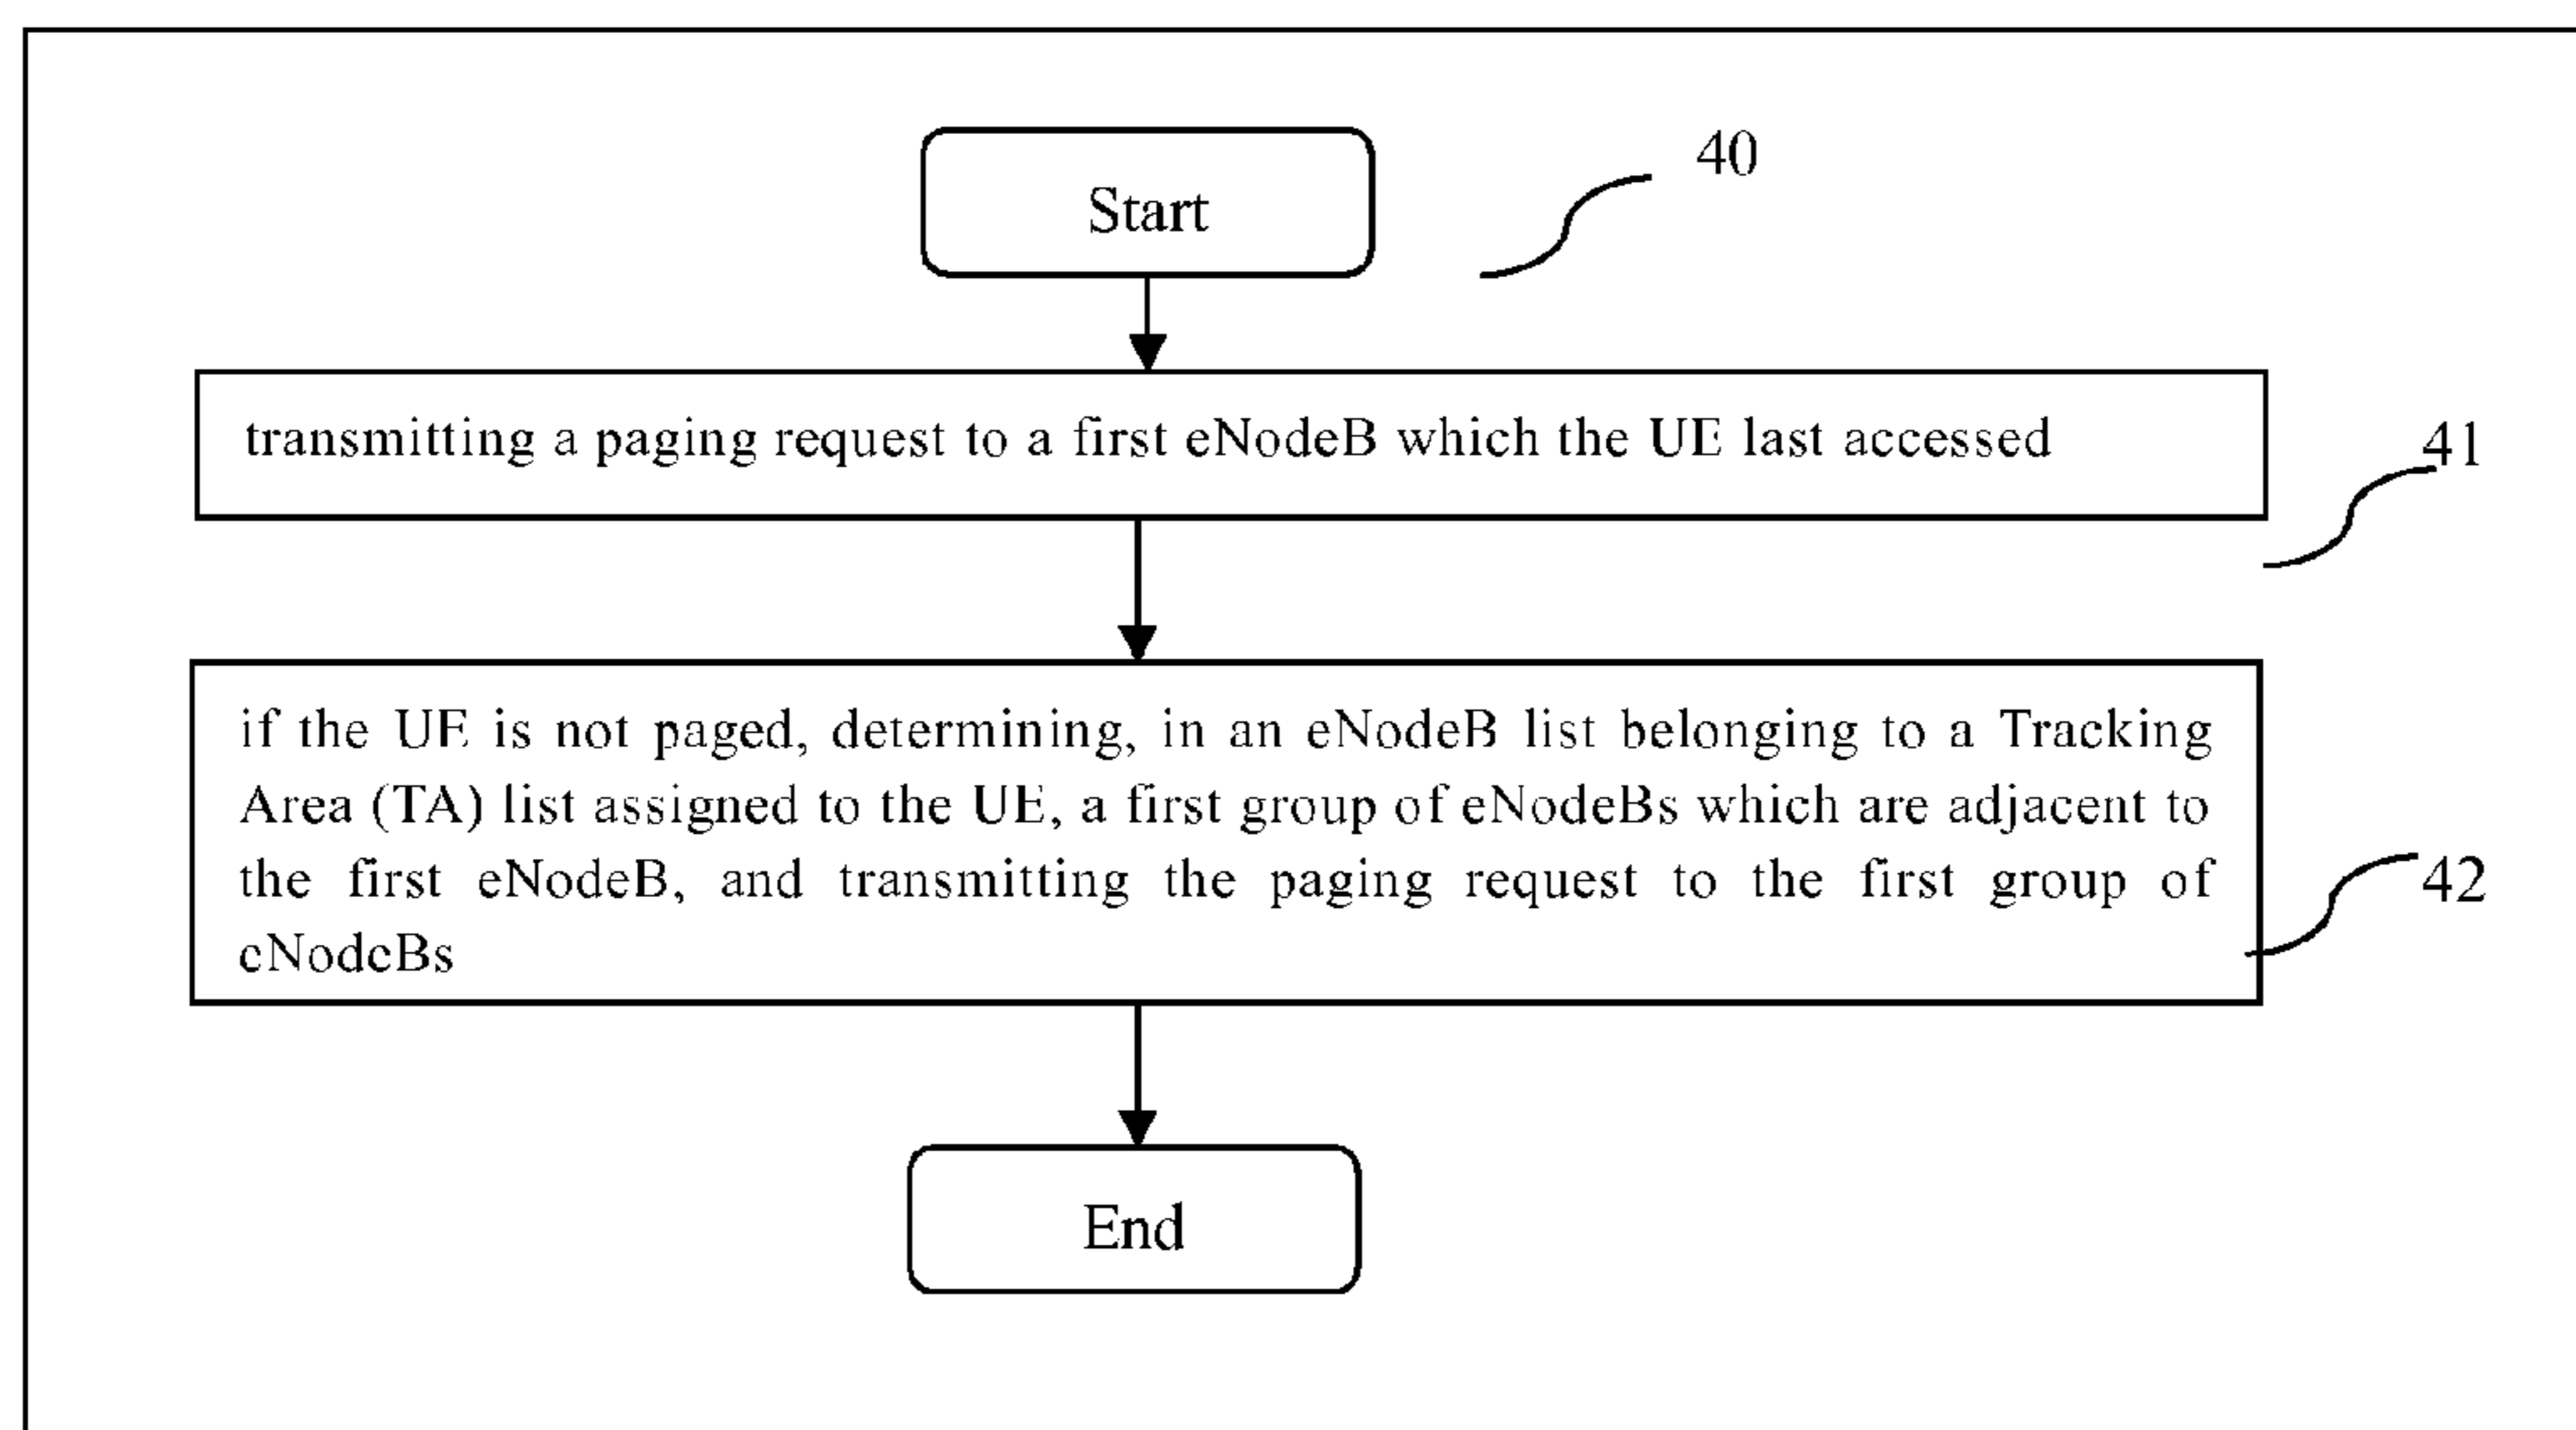 Start
40
transmitting a paging request to a first eNodeB which the UE last accessed
41
if the UE is not paged, determining, in an eNodeB list belonging to a Tracking
Area (TA) list assigned to the UE, a first group of eNodeBs which are adjacent to
the first eNodeB, and transmitting the paging request to the first group of
42
eNodeBs
End